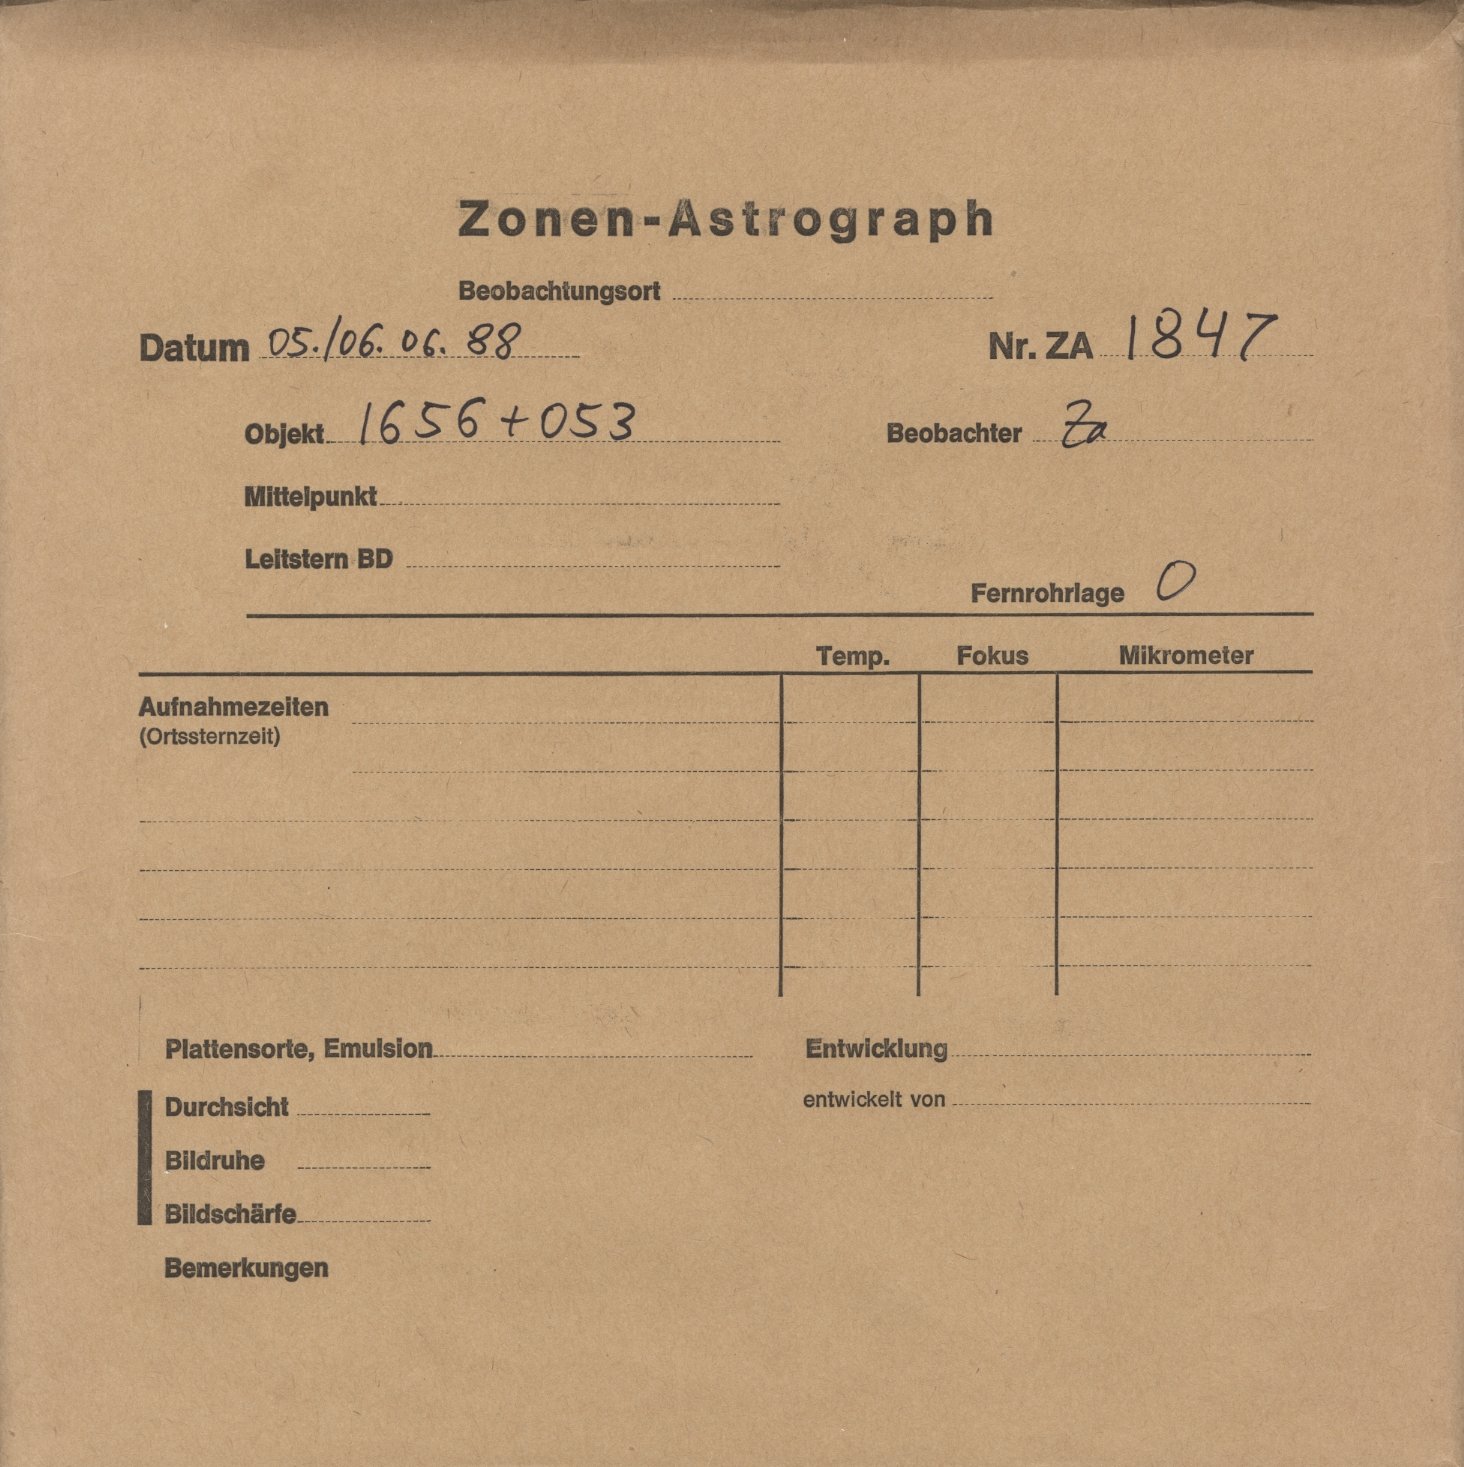 Zonen-Astrograph
Beobachtungsort
Datum 05./06. 06. 88 Nr. ZA 1847
Objekt 1656+053 Beobachter Za
Mittelpunkt
Leitstern BD
Fernrohrlage O
Temp. Fokus Mikrometer
Aufnahmezeiten
(Ortssternzeit)
Plattensorte, Emulsion Entwicklung
Durchsicht entwickelt von
Bildruhe
Bildschärfe
Bemerkungen